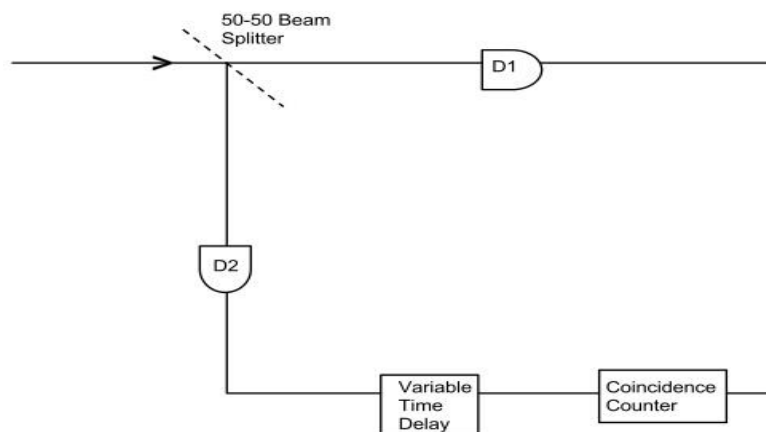 50-50 Beam
Splitter
D1
D2
Variable
Time
Delay
Coincidence
Counter